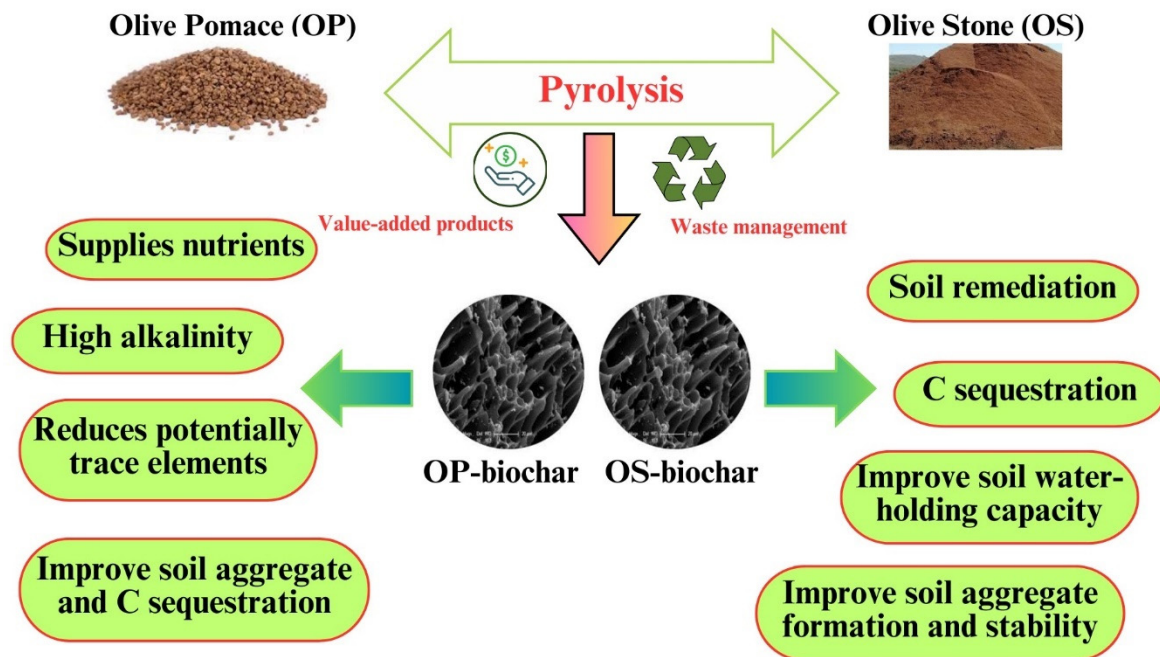 Olive Pomace (OP)
Olive Stone (OS)
Pyrolysis
Value-added products
Waste management
Supplies nutrients
High alkalinity
Reduces potentially
trace elements
Improve soil aggregate
and C sequestration
OP-biochar
OS-biochar
Soil remediation
C sequestration
Improve soil water-
holding capacity
Improve soil aggregate
formation and stability